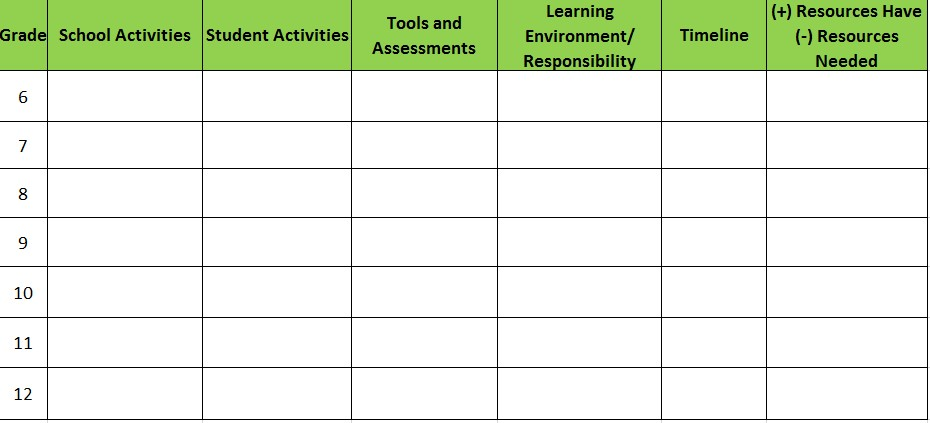 Grade
School Activities
Student Activities
Tools and
Assessments
Learning
Environment/
Responsibility
Timeline
(+) Resources Have
(-) Resources
Needed
6
7
8
9
10
11
12